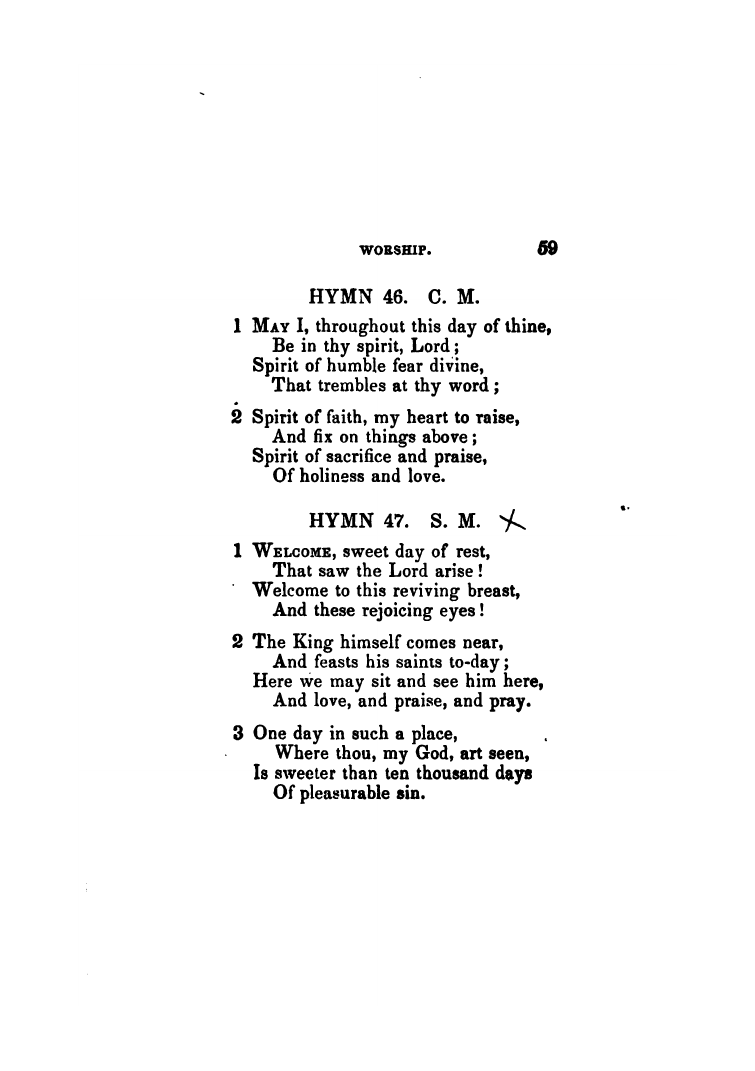 WORSHIP. 59
HYMN 46. C. M.
1 MAY I, throughout this day of thine,
Be in thy spirit, Lord;
Spirit of humble fear divine,
That trembles at thy word;
2 Spirit of faith, my heart to raise,
And fix on things above;
Spirit of sacrifice and praise,
Of holiness and love.
HYMN 47. S. M.
1 WELCOME, sweet day of rest,
That saw the Lord arise!
Welcome to this reviving breast,
And these rejoicing eyes!
2 The King himself comes near,
And feasts his saints to-day;
Here we may sit and see him here,
And love, and praise, and pray.
3 One day in such a place,
Where thou, my God, art seen,
Is sweeter than ten thousand days
Of pleasurable sin.